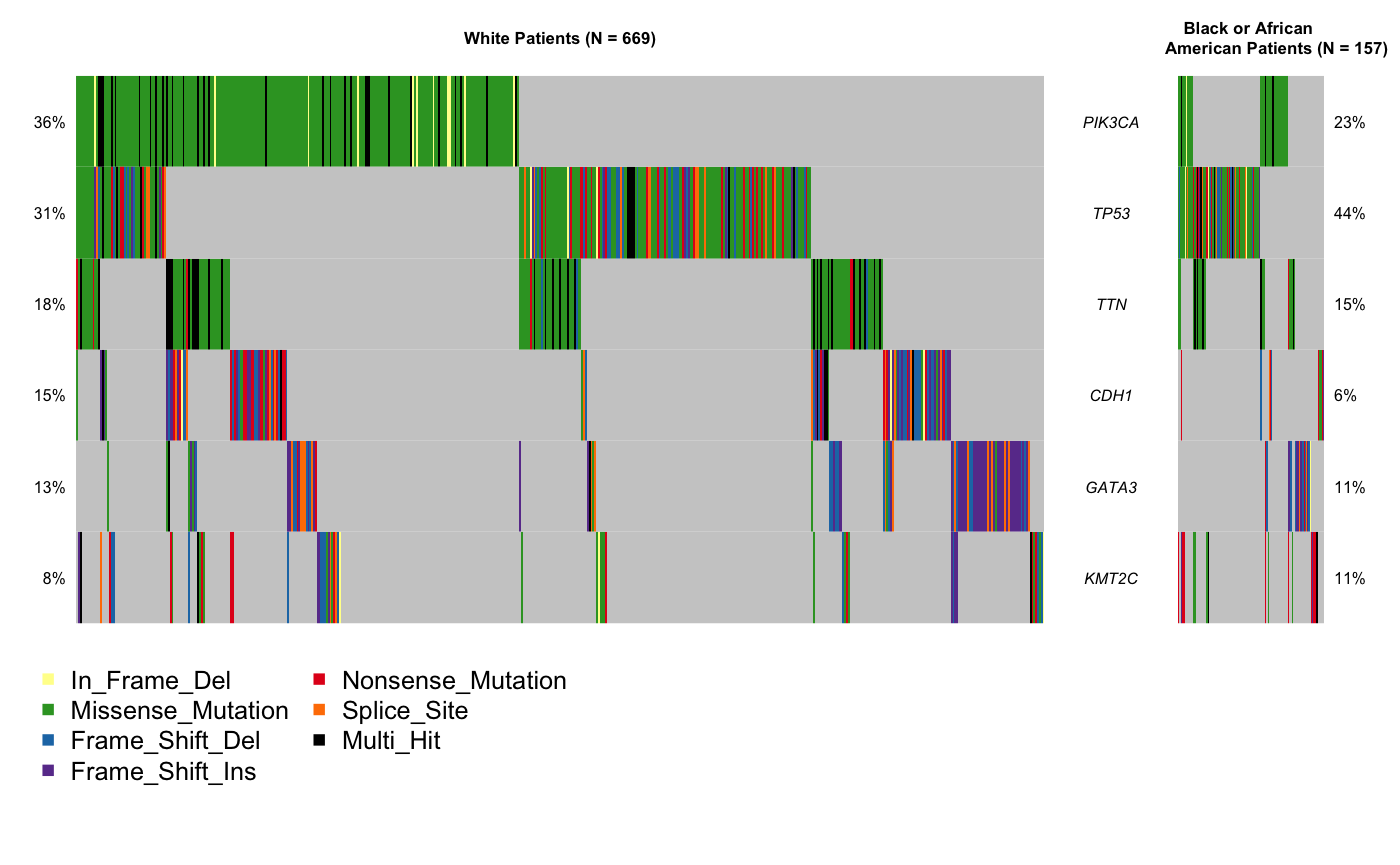 White Patients (N = 669)
Black or African
American Patients (N = 157)
36% PIK3CA 23%
31% TP53 44%
18% TTN 15%
15% CDH1 6%
13% GATA3 11%
8% KMT2C 11%
In_Frame_Del Nonsense_Mutation
Missense_Mutation Splice_Site
Frame_Shift_Del Multi_Hit
Frame_Shift_Ins